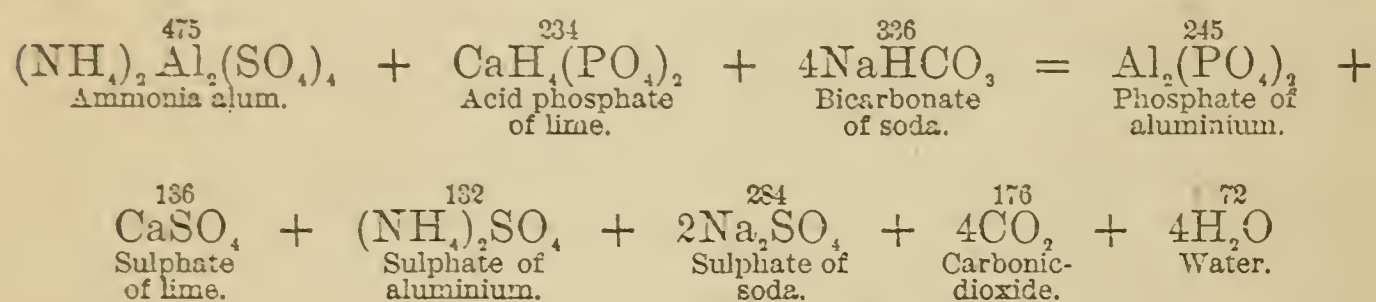 475 234 336 245
(NH₄)₂Al₂(SO₄)₄ + CaH₄(PO₄)₂ + 4NaHCO₃ = Al₂(PO₄)₂ +
Ammonia alum. Acid phosphate Bicarbonate Phosphate of
of lime. of soda. aluminium.
136 132 284 176 72
CaSO₄ + (NH₄)₂SO₄ + 2Na₂SO₄ + 4CO₂ + 4H₂O
Sulphate Sulphate of Sulphate of Carbonic- Water.
of lime. aluminium. soda. dioxide.